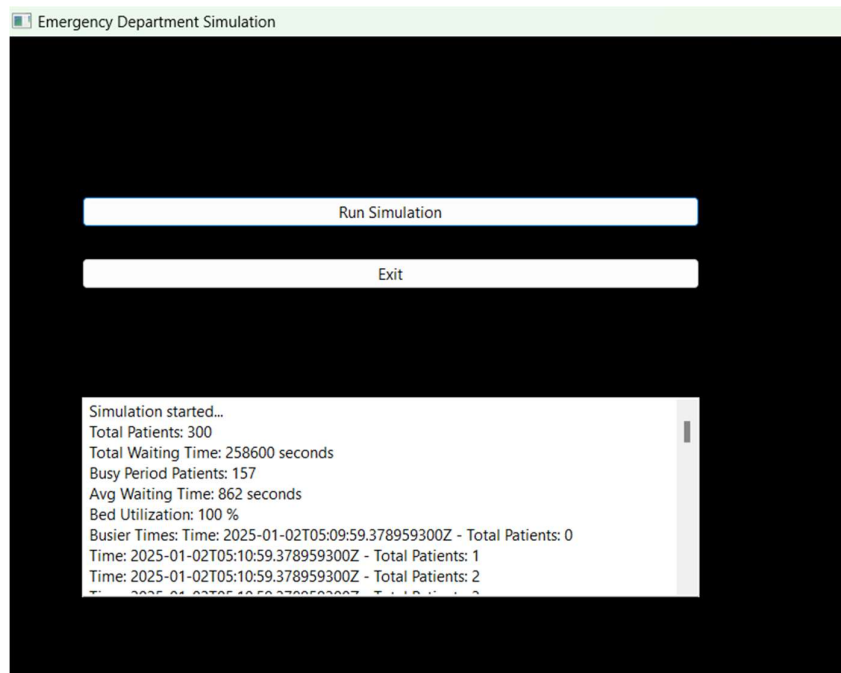 Emergency Department Simulation
Run Simulation
Exit
Simulation started...
Total Patients: 300
Total Waiting Time: 258600 seconds
Busy Period Patients: 157
Avg Waiting Time: 862 seconds
Bed Utilization: 100 %
Busier Times: Time: 2025-01-02T05:09:59.378959300Z - Total Patients: 0
Time: 2025-01-02T05:10:59.378959300Z - Total Patients: 1
Time: 2025-01-02T05:10:59.378959300Z - Total Patients: 2